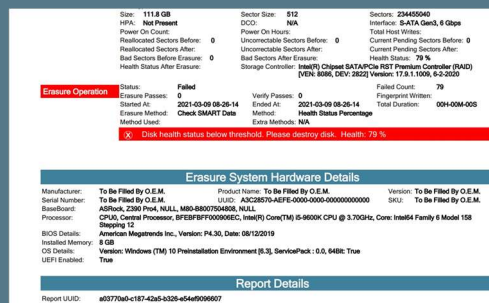 Size: 111.8 GB Sector Size: 512 Sectors: 234455040
HPA: Not Present DCO: N/A Interface: S-ATA Gen3, 6 Gbps
Power On Count: Power On Hours: Total Host Writes:
Reallocated Sectors Before: 0 Uncorrectable Sectors Before: 0 Current Pending Sectors Before: 0
Reallocated Sectors After: Uncorrectable Sectors After: Current Pending Sectors After:
Bad Sectors Before Erasure: 0 Bad Sectors After Erasure: Health Status: 79 %
Health Status After Erasure: Storage Controller: Intel(R) Chipset SATA/PCIe RST Premium Controller (RAID)
[VEN: 8086, DEV: 2822] Version: 17.9.1.1009, 6-2-2020
Erasure Operation
Status: Failed Failed Count: 79
Erasure Passes: 0 Verify Passes: 0 Fingerprint Written:
Started At: 2021-03-09 08-26-14 Ended At: 2021-03-09 08-26-14 Total Duration: 00H-00M-00S
Erasure Method: Check SMART Data Method: Health Status Percentage
Method Used: Extra Methods: N/A
Disk health status below threshold. Please destroy disk. Health: 79 %
Erasure System Hardware Details
Manufacturer: To Be Filled By O.E.M. Product Name: To Be Filled By O.E.M. Version: To Be Filled By O.E.M.
Serial Number: To Be Filled By O.E.M. UUID: A3C28570-AEFE-0000-0000-000000000000 SKU: To Be Filled By O.E.M.
BaseBoard: ASRock, Z390 Pro4, NULL, M80-B8007504808, NULL
Processor: CPU0, Central Processor, BFEBFBFF000906EC, Intel(R) Core(TM) i5-9600K CPU @ 3.70GHz, Core: Intel64 Family 6 Model 158
Stepping 12
BIOS Details: American Megatrends Inc., Version: P4.30, Date: 08/12/2019
Installed Memory: 8 GB
OS Details: Version: Windows (TM) 10 Preinstallation Environment [6.3], ServicePack : 0.0, 64Bit: True
UEFI Enabled: True
Report Details
Report UUID: a03770a0-c187-42a5-b326-e54ef9096607